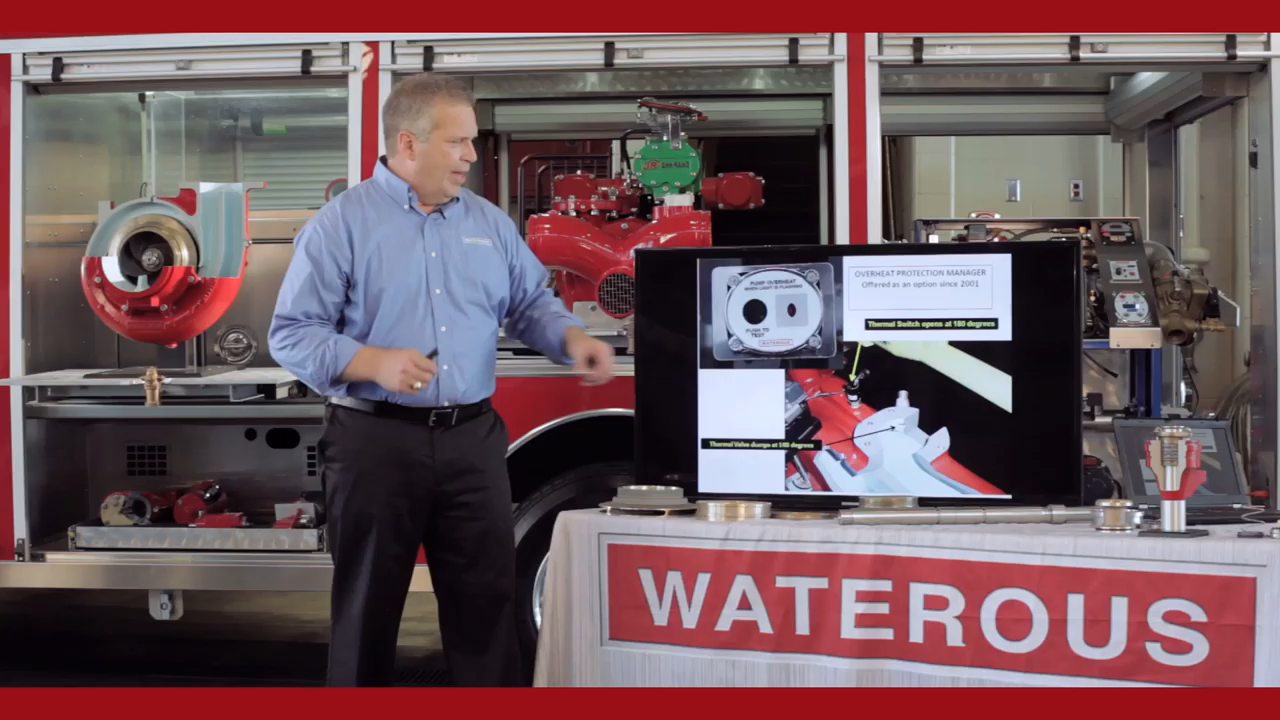 PUMP OVERHEAT
WHEN LIGHT IS FLASHING
PUSH TO
TEST
WATEROUS
OVERHEAT PROTECTION MANAGER
Offered as an option since 2001
Thermal Switch opens at 180 degrees
Thermal Valve dumps at 140 degrees
WATEROUS